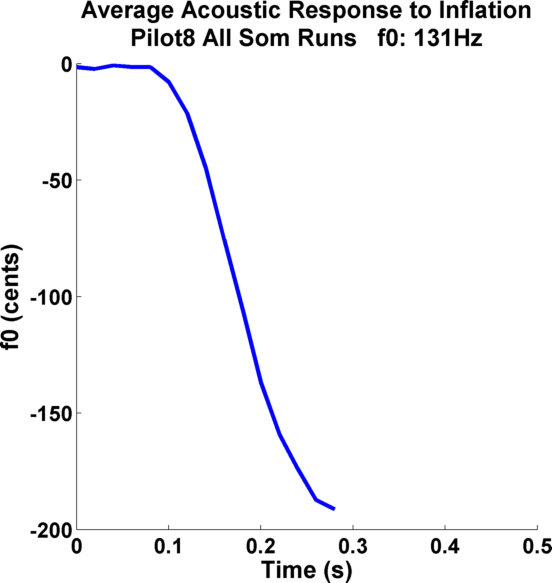 Average Acoustic Response to Inflation
Pilot8 All Som Runs   f0: 131Hz
0
-50
-100
-150
-200
f0 (cents)
0 0.1 0.2 0.3 0.4 0.5
Time (s)